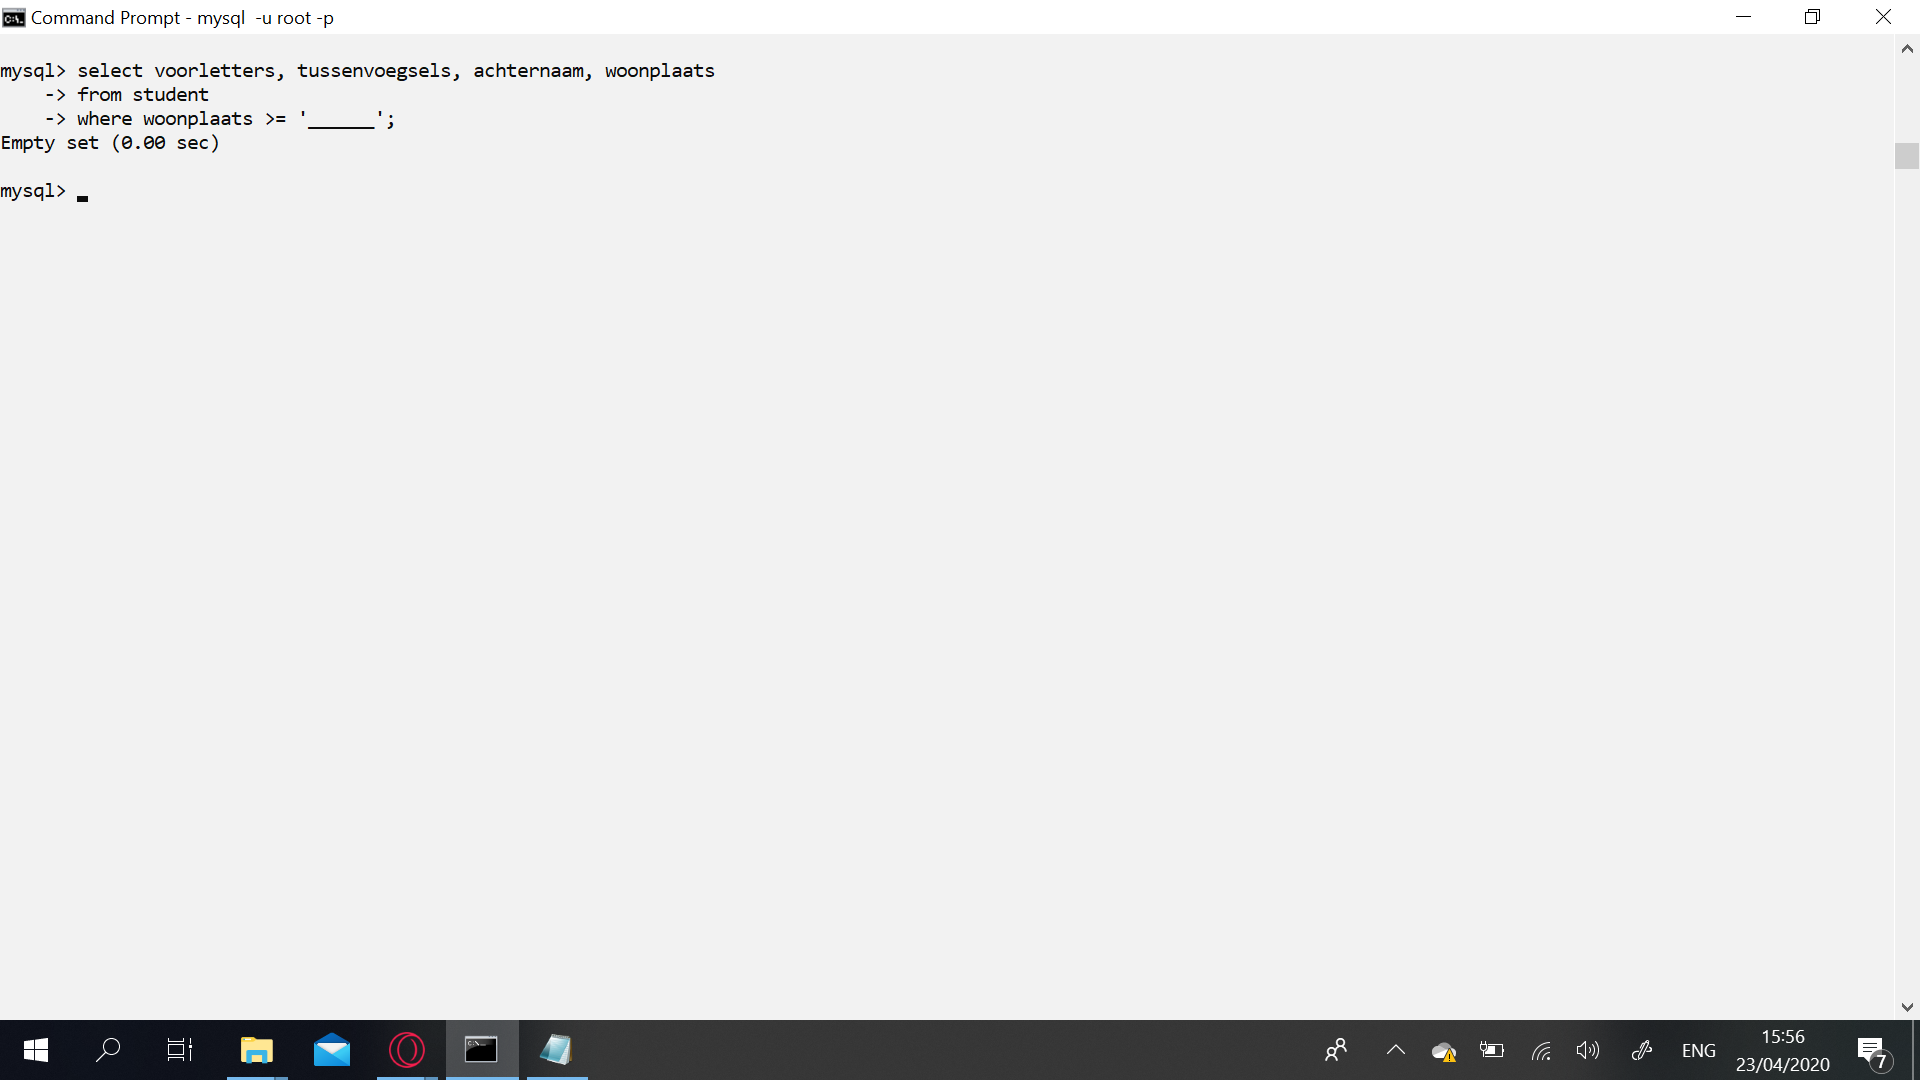 Command Prompt - mysql  -u root -p
mysql> select voorletters, tussenvoegsels, achternaam, woonplaats
    -> from student
    -> where woonplaats >= '______';
Empty set (0.00 sec)
mysql>
ENG
15:56
23/04/2020
7